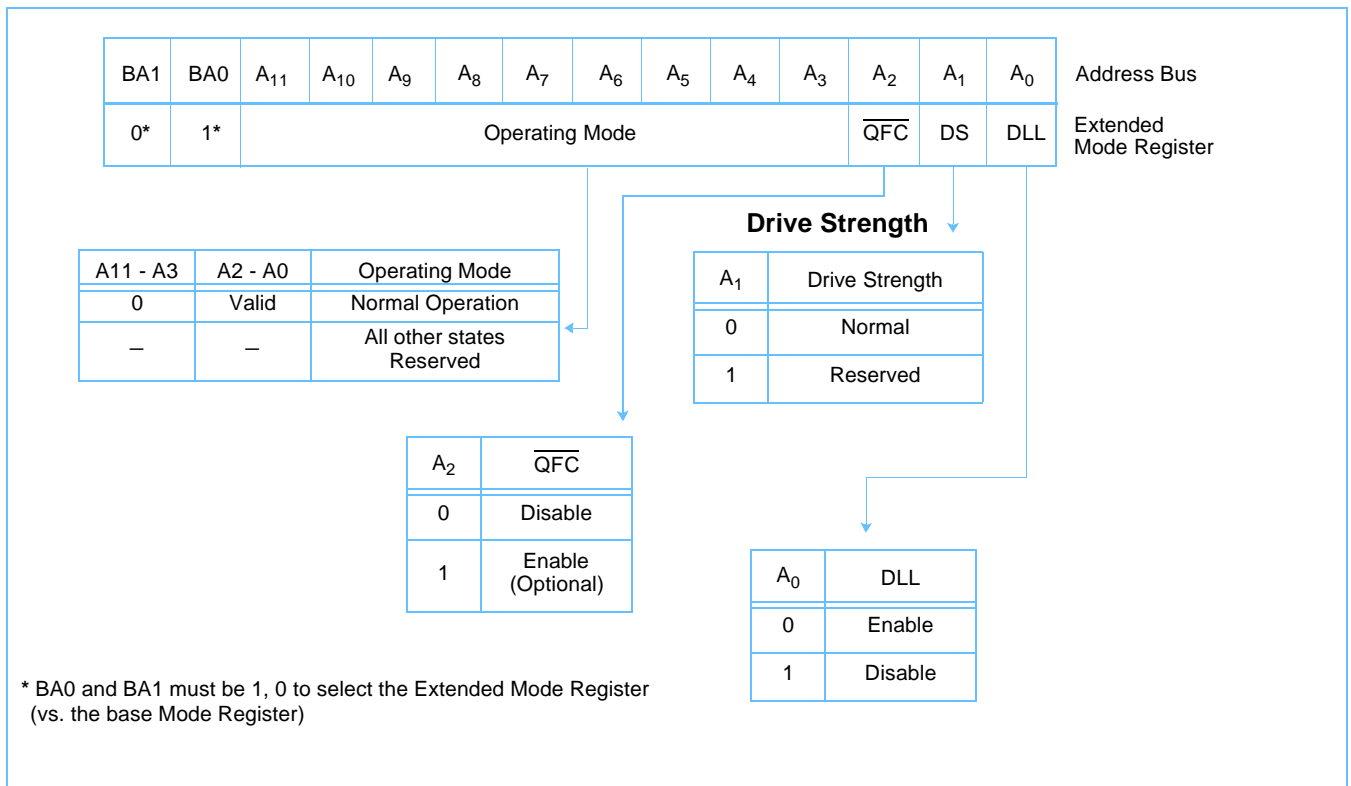 BA1 BA0 A11 A10 A9 A8 A7 A6 A5 A4 A3 A2 A1 A0 Address Bus
0* 1* Operating Mode QFC DS DLL Extended
Mode Register
Drive Strength
A11 - A3 A2 - A0 Operating Mode
0 Valid Normal Operation
– – All other states
Reserved
A1 Drive Strength
0 Normal
1 Reserved
A2 QFC
0 Disable
1 Enable
(Optional)
A0 DLL
0 Enable
1 Disable
* BA0 and BA1 must be 1, 0 to select the Extended Mode Register
(vs. the base Mode Register)